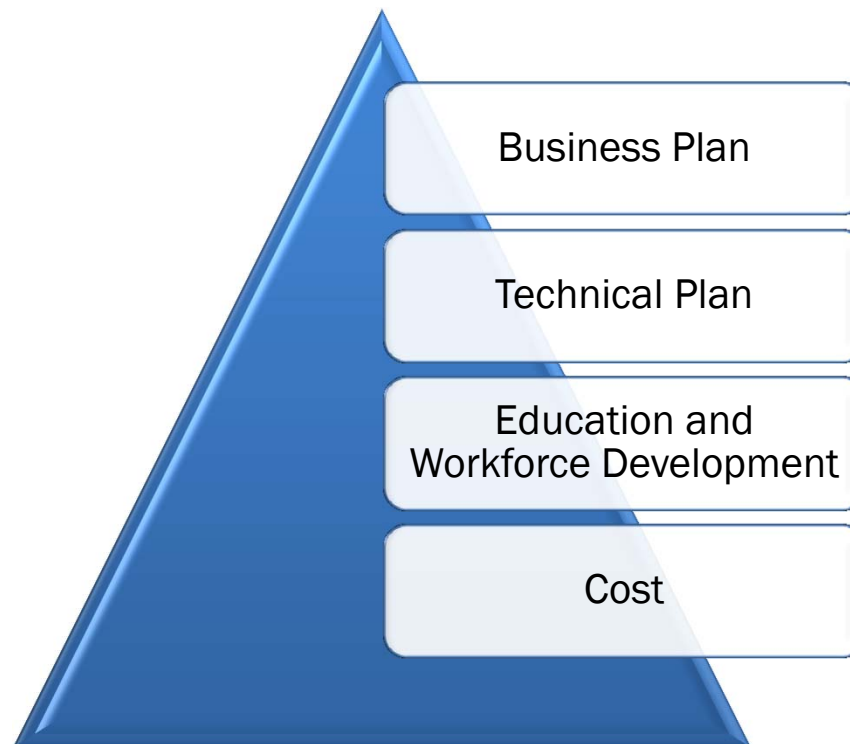 Business Plan
Technical Plan
Education and
Workforce Development
Cost